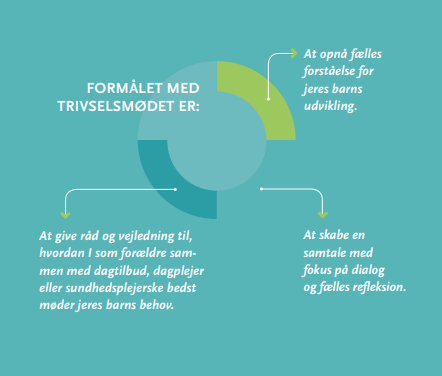 FORMÅLET MED
TRIVSELSMØDET ER:
At opnå fælles
forståelse for
jeres barns
udvikling.
At give råd og vejledning til,
hvordan I som forældre sam-
men med dagtilbud, dagplejer
eller sundhedsplejerske bedst
møder jeres barns behov.
At skabe en
samtale med
fokus på dialog
og fælles refleksion.